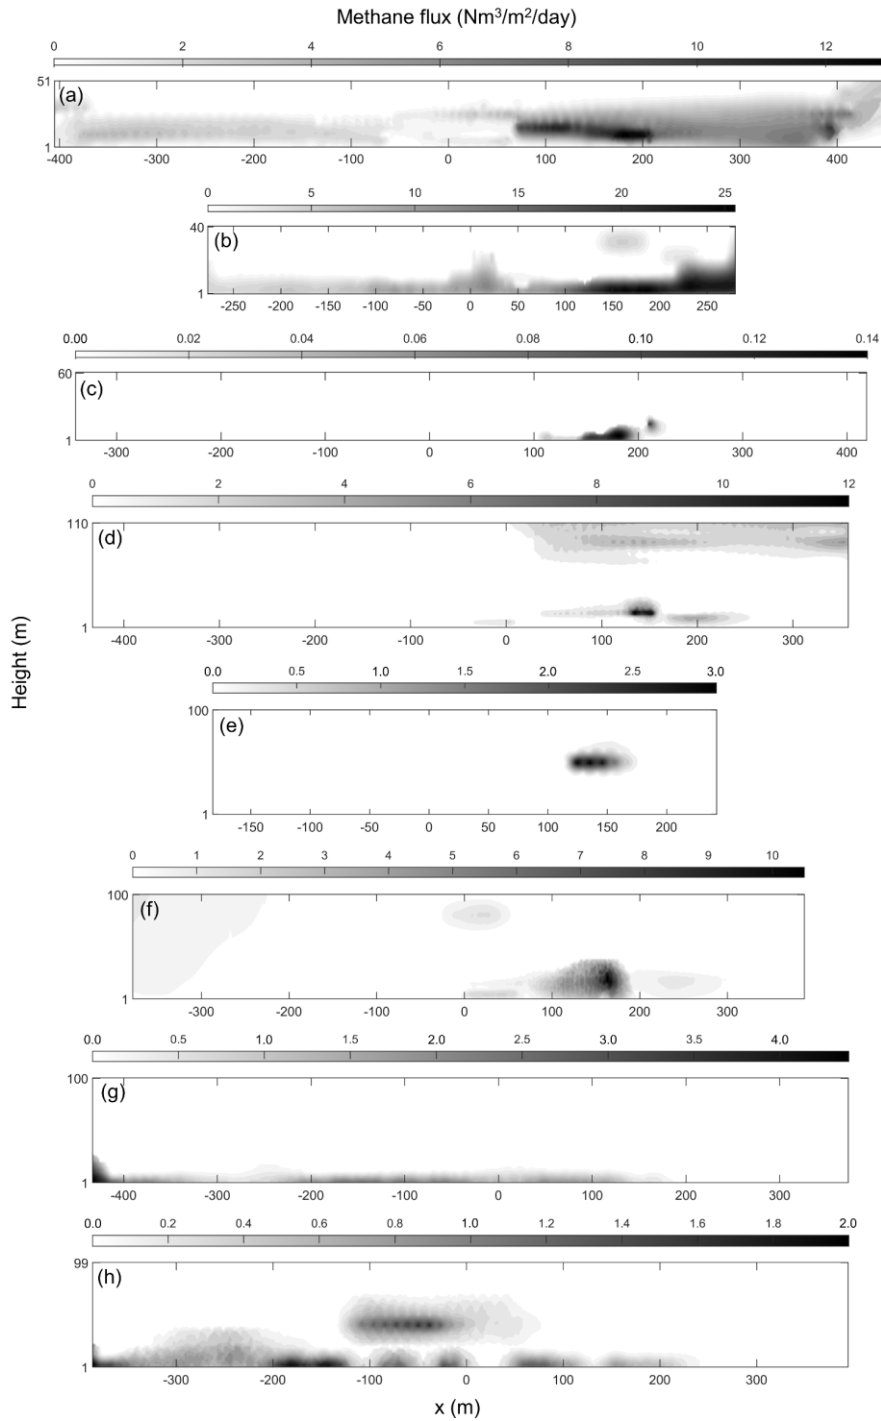 Methane flux (Nm³/m²/day)
0 2 4 6 8 10 12
51
(a)
1
-400 -300 -200 -100 0 100 200 300 400
0 5 10 15 20 25
40
(b)
1
-250 -200 -150 -100 -50 0 50 100 150 200 250
0.00 0.02 0.04 0.06 0.08 0.10 0.12 0.14
60
(c)
1
-300 -200 -100 0 100 200 300 400
0 2 4 6 8 10 12
110
(d)
1
-400 -300 -200 -100 0 100 200 300
Height (m)
0.0 0.5 1.0 1.5 2.0 2.5 3.0
100
(e)
1
-150 -100 -50 0 50 100 150 200
0 1 2 3 4 5 6 7 8 9 10
100
(f)
1
-300 -200 -100 0 100 200 300
0.0 0.5 1.0 1.5 2.0 2.5 3.0 3.5 4.0
100
(g)
1
-400 -300 -200 -100 0 100 200 300
0.0 0.2 0.4 0.6 0.8 1.0 1.2 1.4 1.6 1.8 2.0
99
(h)
1
-300 -200 -100 0 100 200 300
x (m)